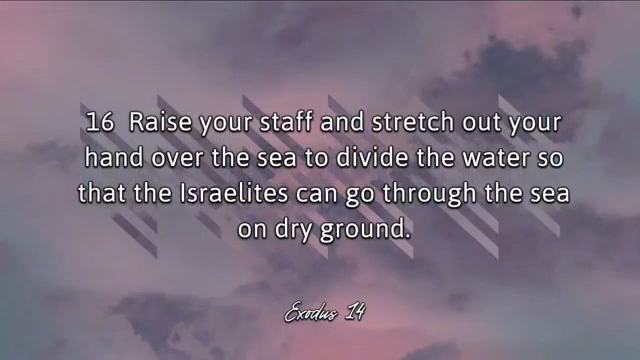 16 Raise your staff and stretch out your
hand over the sea to divide the water so
that the Israelites can go through the sea
on dry ground.
Exodus 14